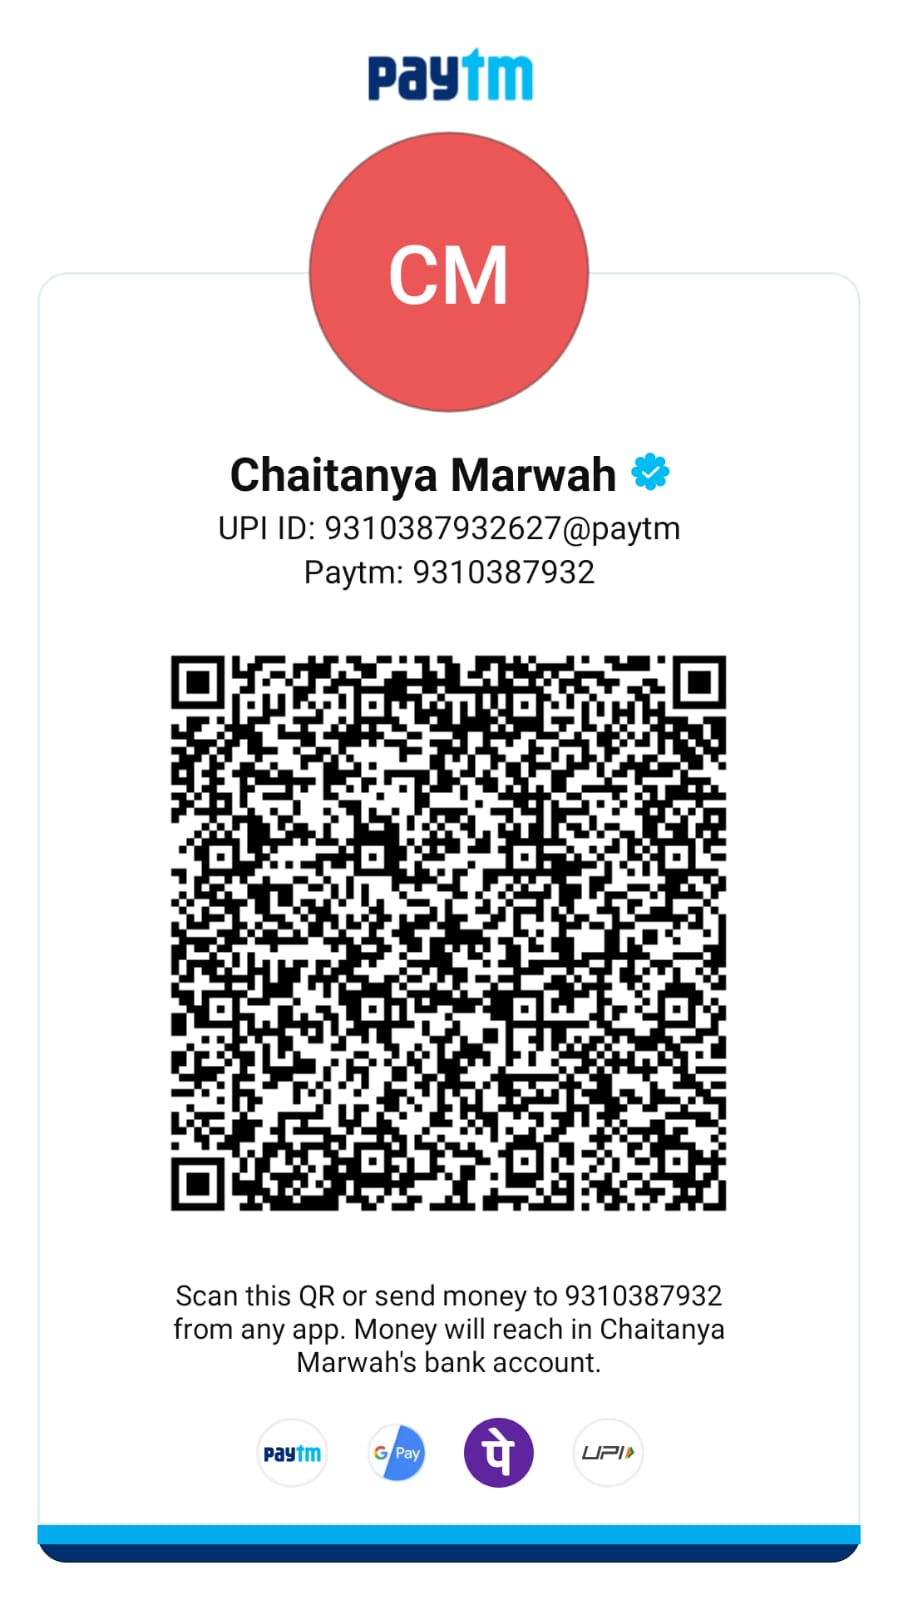 paytm
CM
Chaitanya Marwah
UPI ID: 9310387932627@paytm
Paytm: 9310387932
Scan this QR or send money to 9310387932
from any app. Money will reach in Chaitanya
Marwah's bank account.
paytm G Pay पे UPI